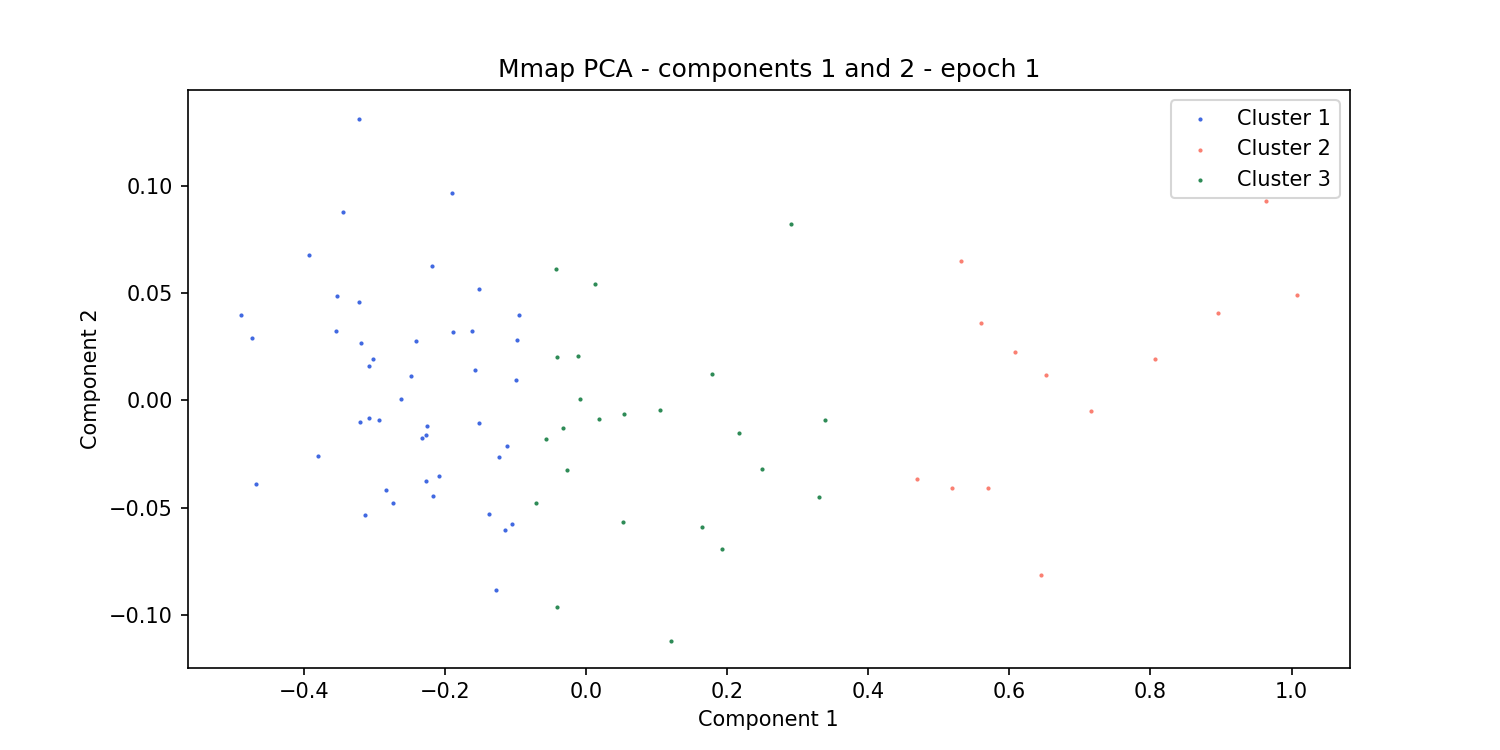 Mmap PCA - components 1 and 2 - epoch 1
Cluster 1
Cluster 2
Cluster 3
0.10
0.05
0.00
−0.05
−0.10
Component 2
−0.4 −0.2 0.0 0.2 0.4 0.6 0.8 1.0
Component 1